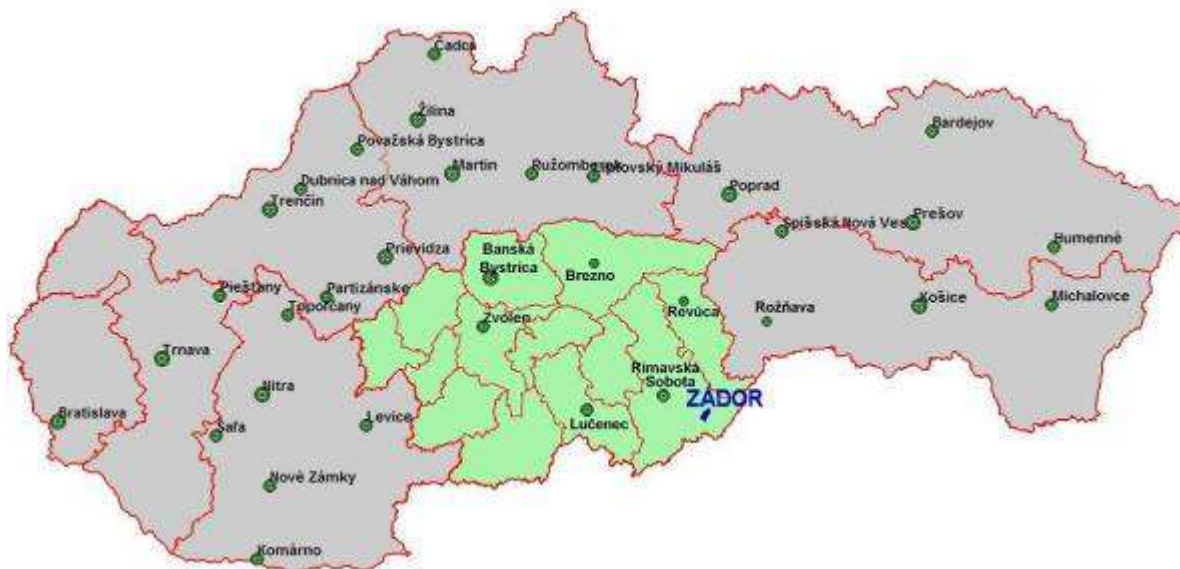 Čadca
Žilina
Považská Bystrica
Martin
Ružomberok
Liptovský Mikuláš
Bardejov
Dubnica nad Váhom
Trenčín
Poprad
Spišská Nová Ves
Prešov
Humenné
Prievidza
Banská
Bystrica
Brezno
Piešťany
Partizánske
Topoľčany
Zvolen
Revúca
Rožňava
Košice
Michalovce
Trnava
Nitra
Rimavská
Sobota
ZÁDOR
Bratislava
Šaľa
Levice
Lučenec
Nové Zámky
Komárno